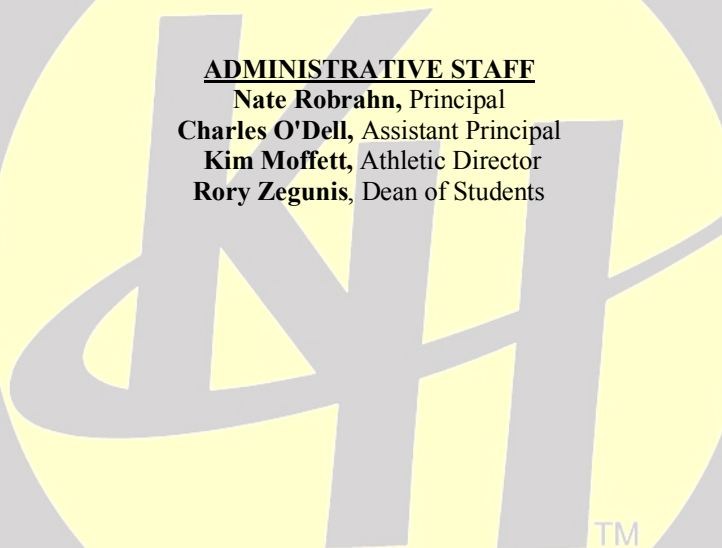 ADMINISTRATIVE STAFF
Nate Robrahn, Principal
Charles O'Dell, Assistant Principal
Kim Moffett, Athletic Director
Rory Zegunis, Dean of Students
KH
TM